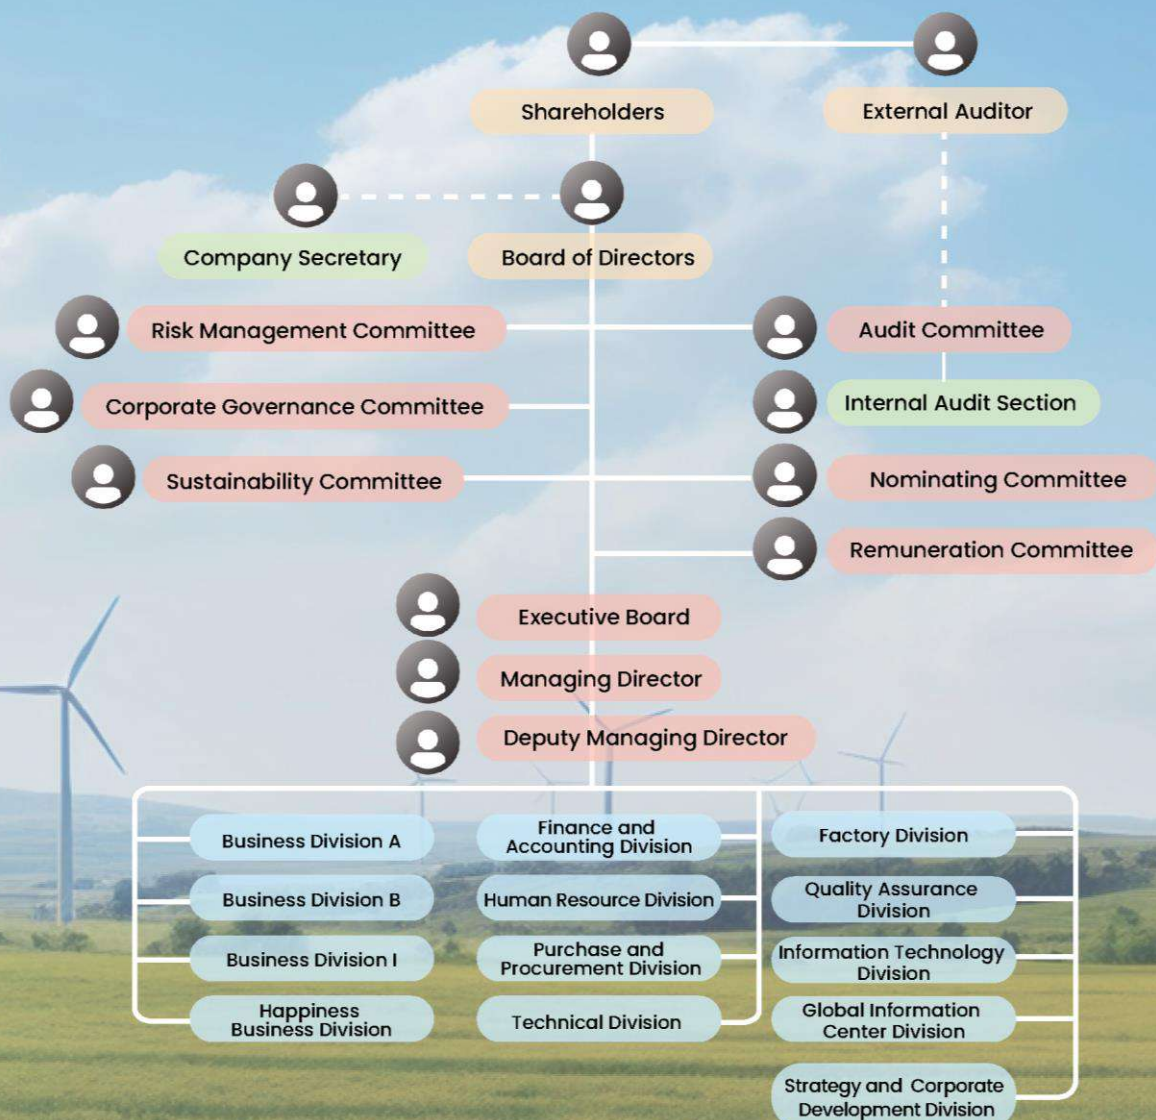 Shareholders
External Auditor
Company Secretary
Board of Directors
Risk Management Committee
Audit Committee
Corporate Governance Committee
Internal Audit Section
Sustainability Committee
Nominating Committee
Remuneration Committee
Executive Board
Managing Director
Deputy Managing Director
Business Division A
Finance and
Accounting Division
Factory Division
Business Division B
Human Resource Division
Quality Assurance
Division
Business Division I
Purchase and
Procurement Division
Information Technology
Division
Happiness
Business Division
Technical Division
Global Information
Center Division
Strategy and Corporate
Development Division